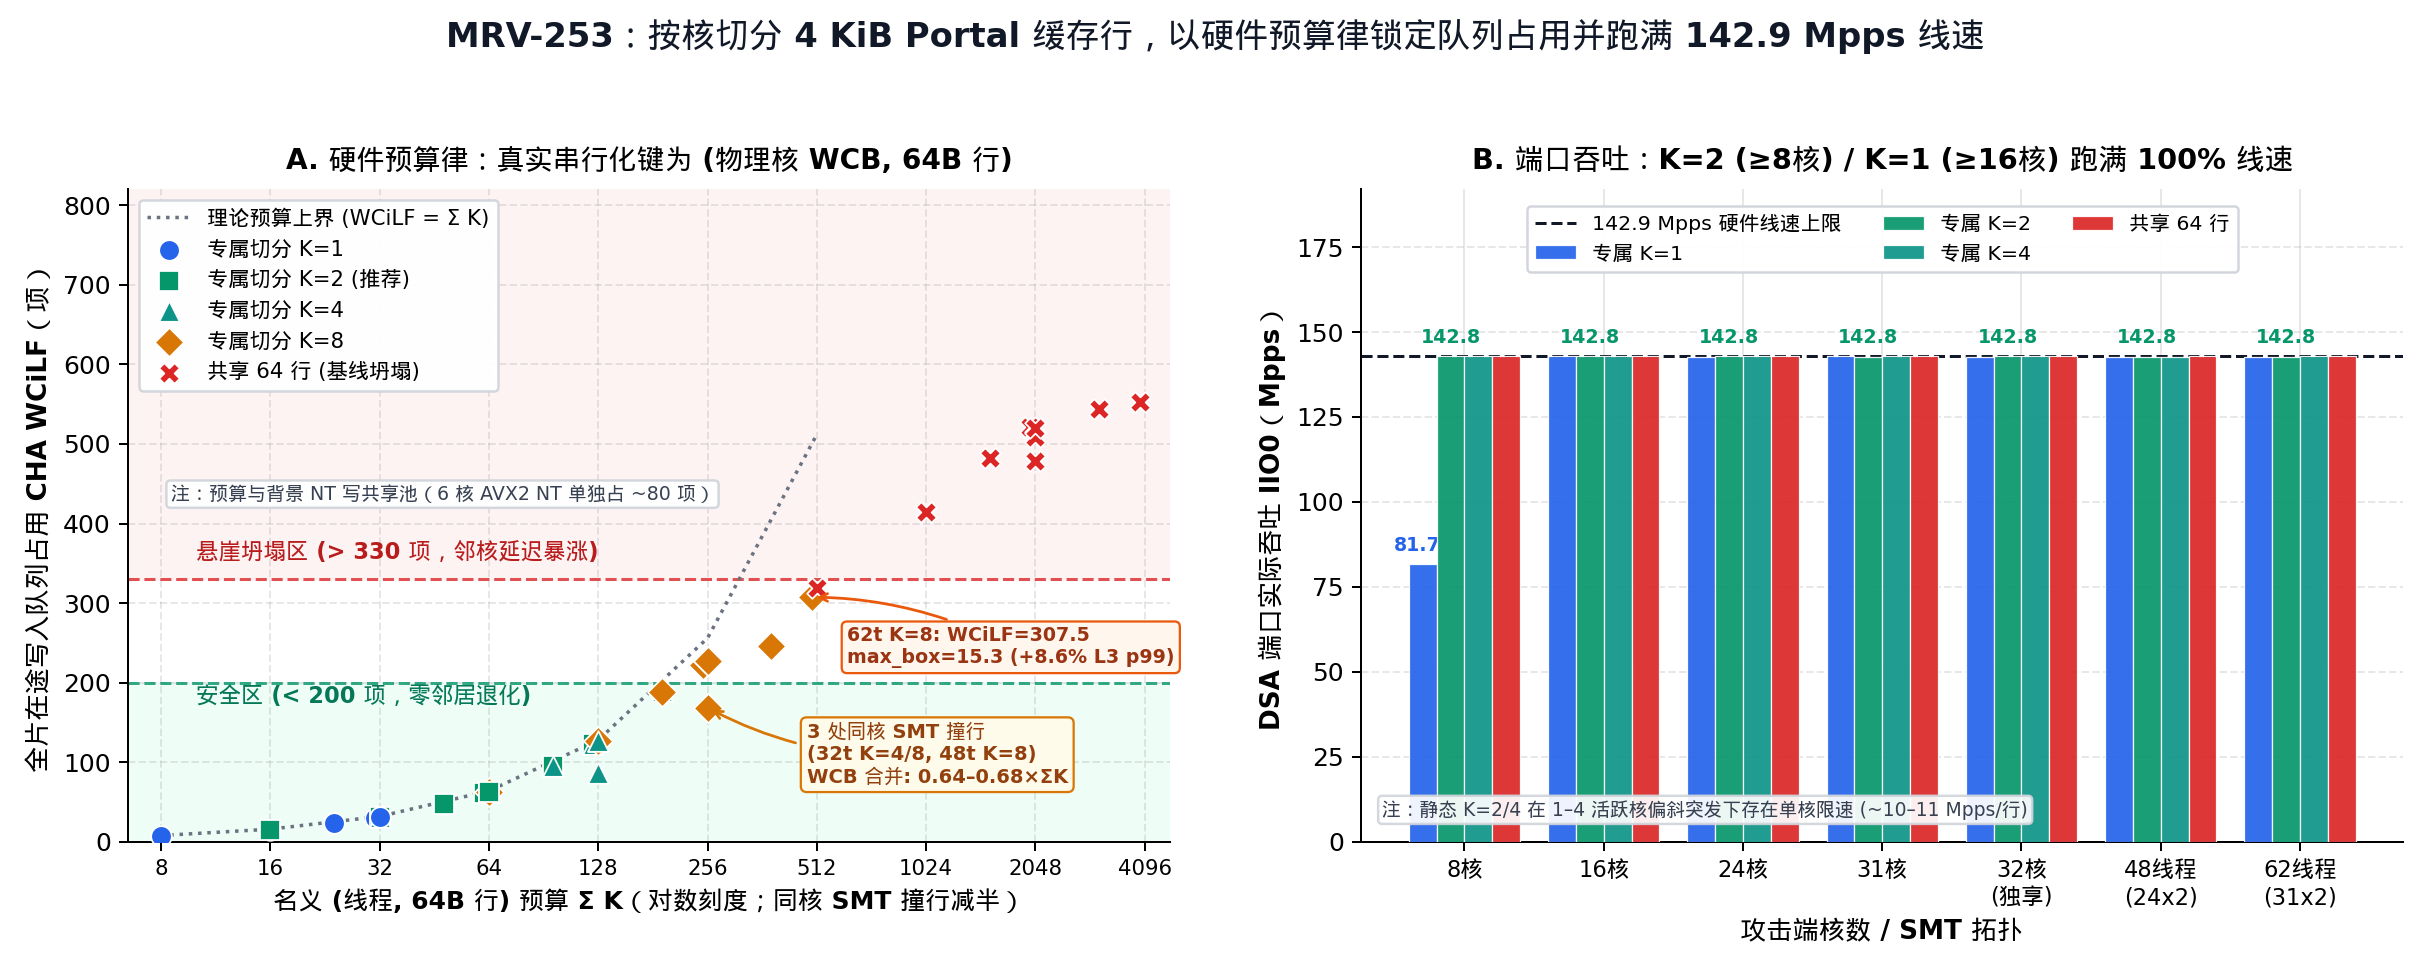 MRV-253：按核切分 4 KiB Portal 缓存行，以硬件预算律锁定队列占用并跑满 142.9 Mpps 线速
A. 硬件预算律：真实串行化键为 (物理核 WCB, 64B 行)
全片在途写入队列占用 CHA WCiLF（项）
800
700
600
500
400
300
200
100
0
理论预算上界 (WCiLF = Σ K)
专属切分 K=1
专属切分 K=2 (推荐)
专属切分 K=4
专属切分 K=8
共享 64 行 (基线坍塌)
注：预算与背景 NT 写共享池（6 核 AVX2 NT 单独占 ~80 项）
悬崖坍塌区 (> 330 项，邻核延迟暴涨)
安全区 (< 200 项，零邻居退化)
62t K=8: WCiLF=307.5
max_box=15.3 (+8.6% L3 p99)
3 处同核 SMT 撞行
(32t K=4/8, 48t K=8)
WCB 合并: 0.64–0.68×ΣK
8 16 32 64 128 256 512 1024 2048 4096
名义 (线程, 64B 行) 预算 Σ K（对数刻度；同核 SMT 撞行减半）
B. 端口吞吐：K=2 (≥8核) / K=1 (≥16核) 跑满 100% 线速
DSA 端口实际吞吐 IIO0（Mpps）
175
150
125
100
75
50
25
0
142.9 Mpps 硬件线速上限
专属 K=1
专属 K=2
专属 K=4
共享 64 行
142.8 142.8 142.8 142.8 142.8 142.8 142.8
81.7
注：静态 K=2/4 在 1–4 活跃核偏斜突发下存在单核限速 (~10–11 Mpps/行)
8核 16核 24核 31核 32核 48线程 62线程
(独享) (24x2) (31x2)
攻击端核数 / SMT 拓扑